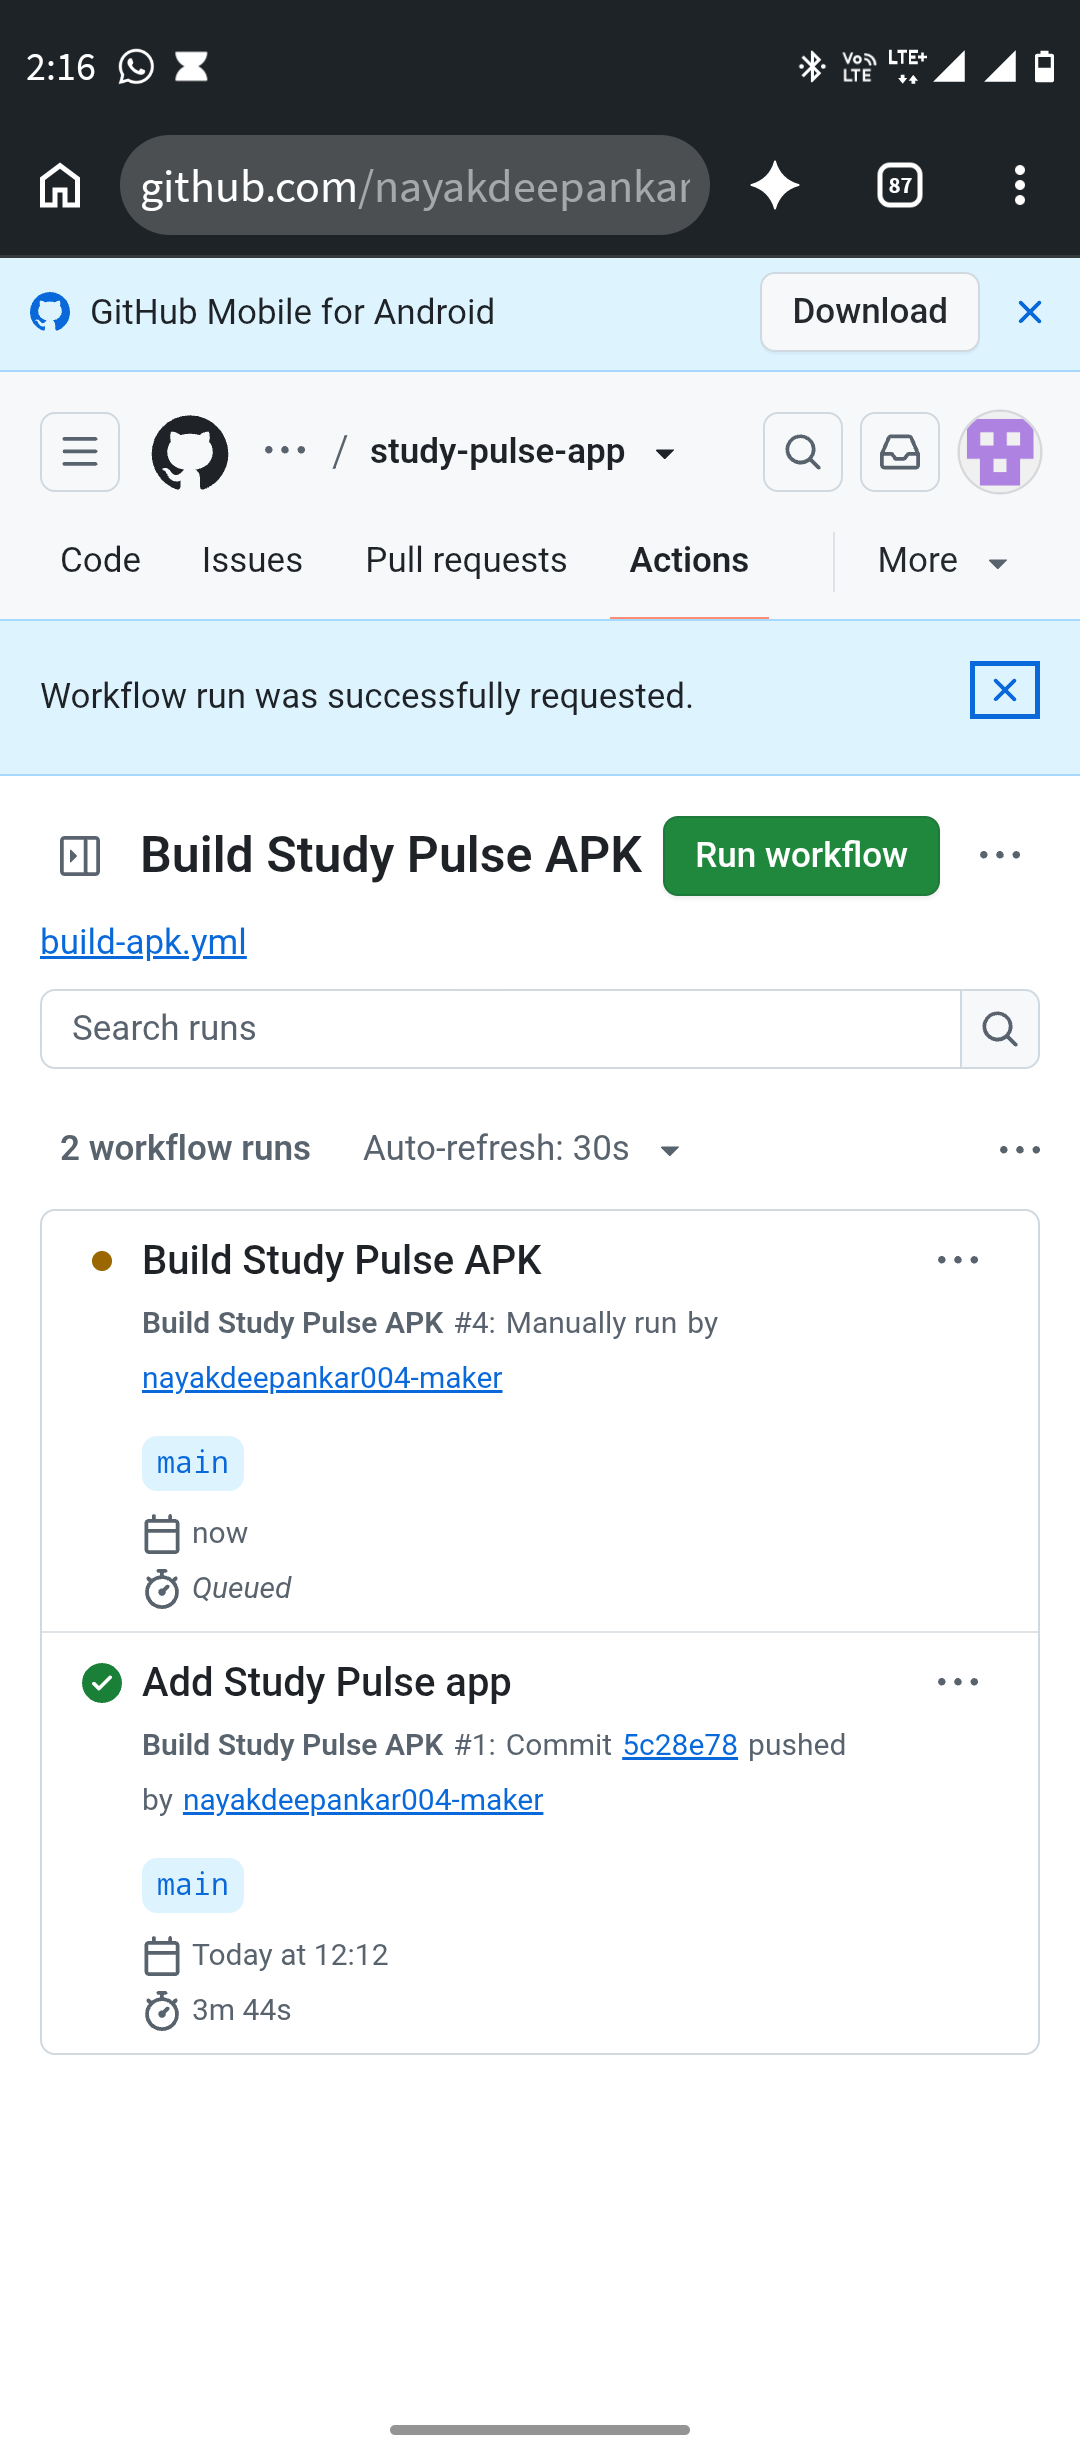 2:16
Vo LTE LTE+
github.com/nayakdeepankar
87
GitHub Mobile for Android Download
… / study-pulse-app
Code Issues Pull requests Actions More
Workflow run was successfully requested.
Build Study Pulse APK Run workflow …
build-apk.yml
Search runs
2 workflow runs Auto-refresh: 30s …
Build Study Pulse APK …
Build Study Pulse APK #4: Manually run by
nayakdeepankar004-maker
main
now
Queued
Add Study Pulse app …
Build Study Pulse APK #1: Commit 5c28e78 pushed
by nayakdeepankar004-maker
main
Today at 12:12
3m 44s